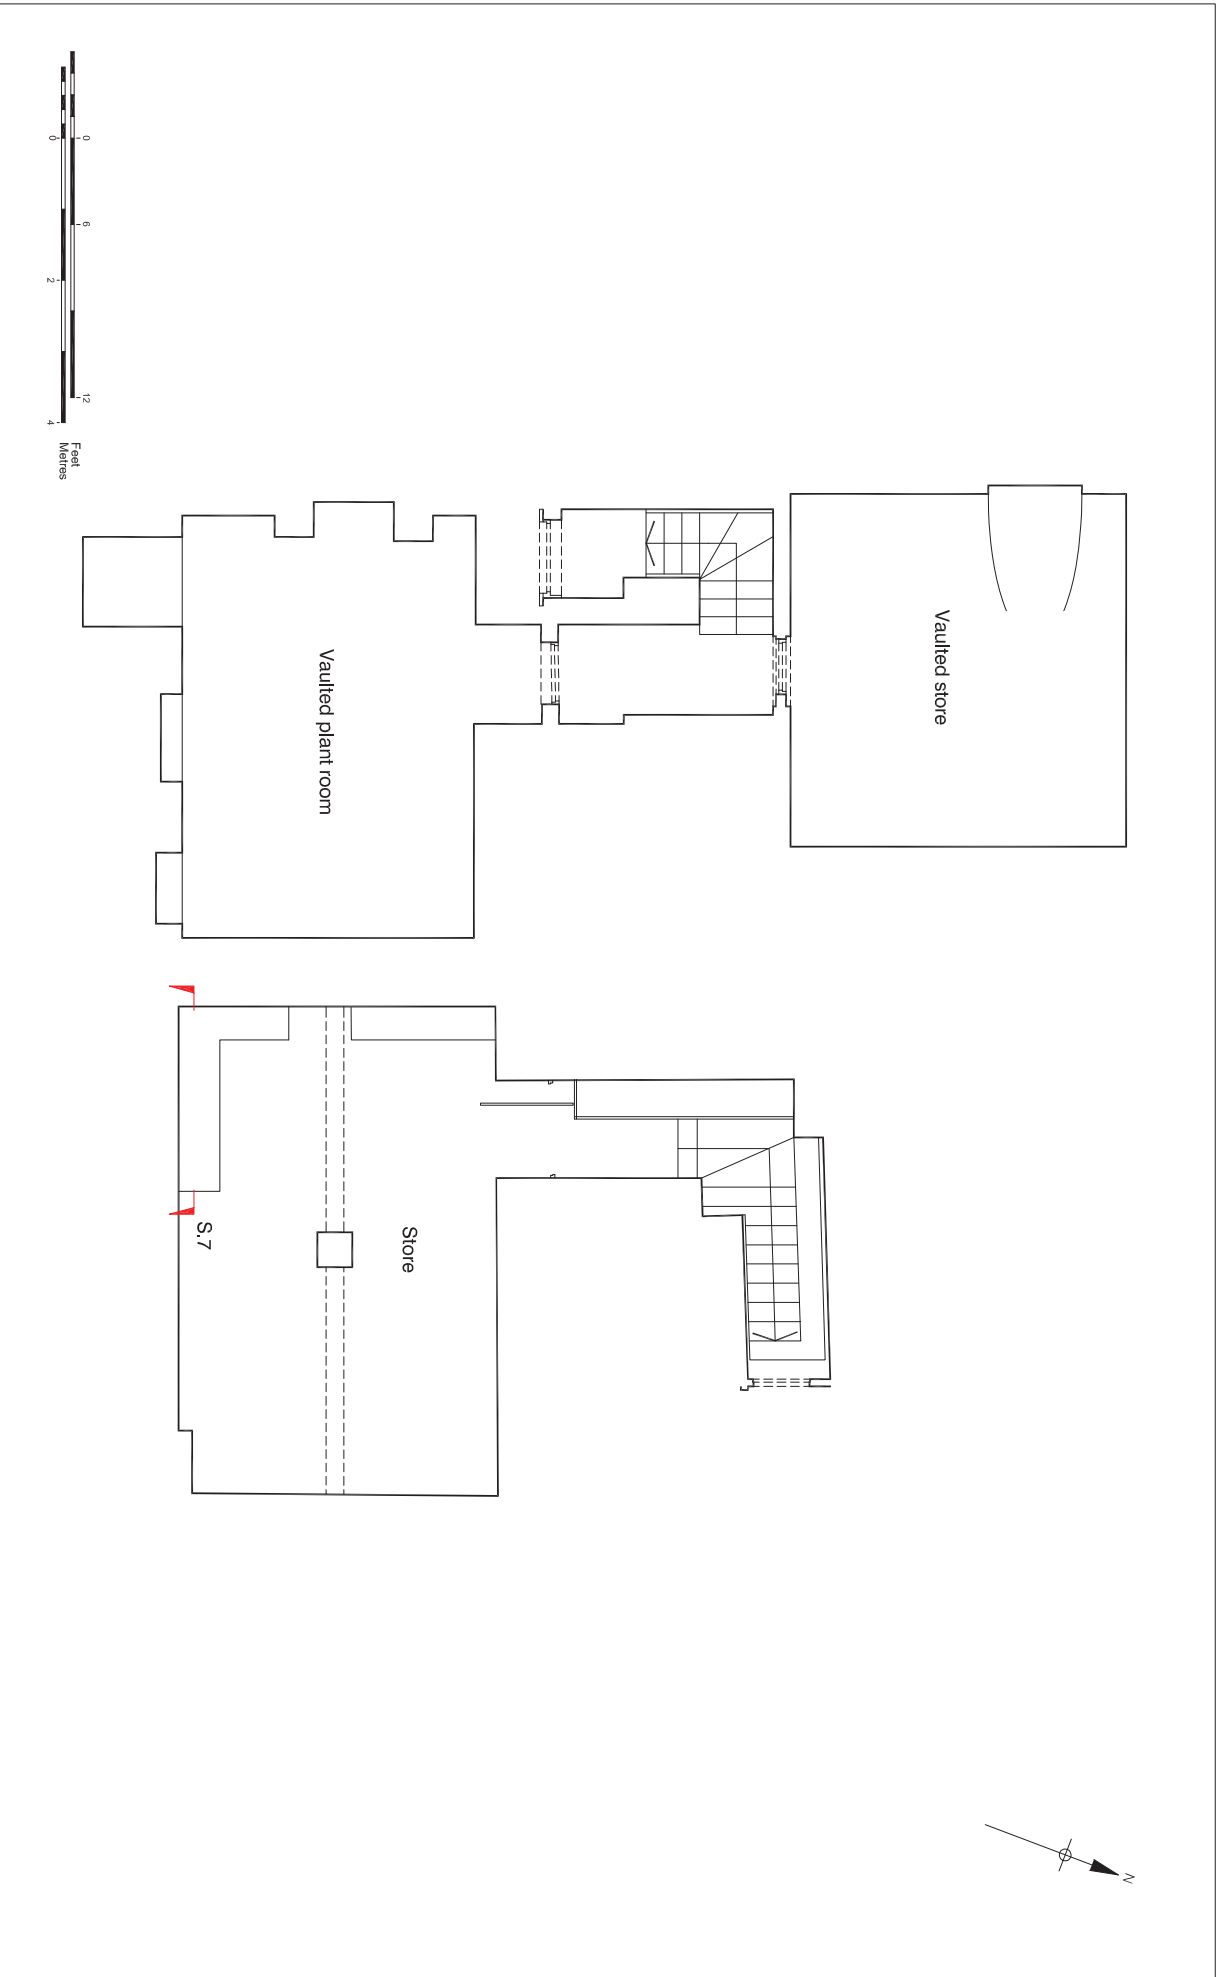 Vaulted store
N
Vaulted plant room
Store
S.7
0 6 12 Feet
0 2 4 Metres